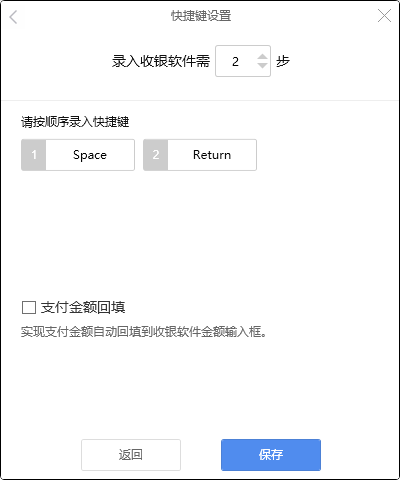 快捷键设置
录入收银软件需 2 步
请按顺序录入快捷键
1 Space 2 Return
支付金额回填
实现支付金额自动回填到收银软件金额输入框。
返回 保存